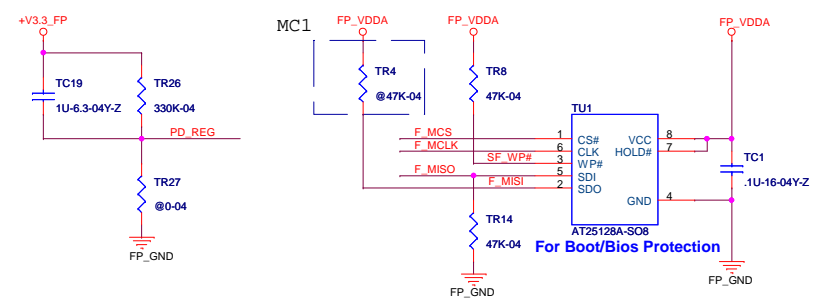 +V3.3_FP
MC1
FP_VDDA
FP_VDDA
FP_VDDA
TC19
1U-6.3-04Y-Z
TR26
330K-04
PD_REG
TR27
@0-04
FP_GND
TR4
@47K-04
TR8
47K-04
TU1
F_MCS
F_MCLK
SF_WP#
F_MISO
F_MISI
1
6
3
5
2
CS#
CLK
WP#
SDI
SDO
VCC
HOLD#
GND
8
7
4
AT25128A-SO8
For Boot/Bios Protection
TC1
.1U-16-04Y-Z
TR14
47K-04
FP_GND
FP_GND